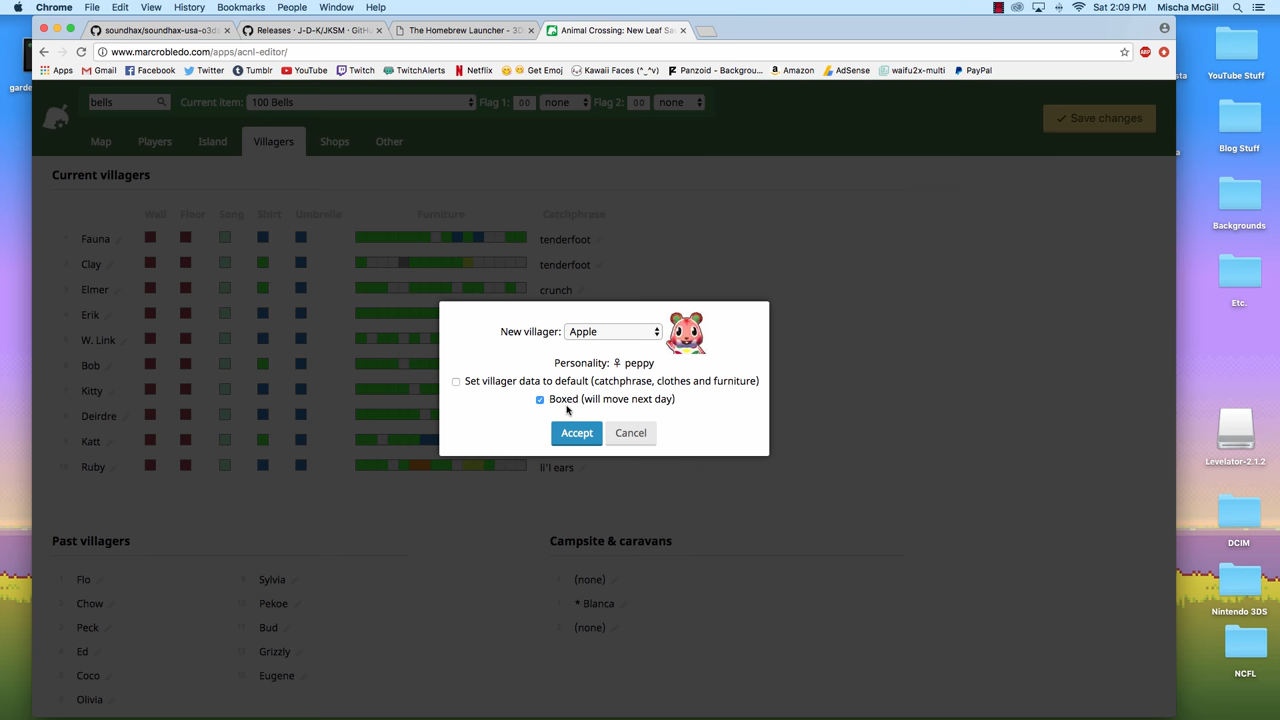 Chrome File Edit View History Bookmarks People Window Help Sat 2:09 PM Mischa McGill
soundhax/soundhax-usa-o3ds Releases · J-D-K/JKSM · GitH The Homebrew Launcher - 3D Animal Crossing: New Leaf Sa
www.marcrobledo.com/apps/acnl-editor/
Apps Gmail Facebook Twitter Tumblr YouTube Twitch TwitchAlerts Netflix Get Emoj Kawaii Faces (^_^v) Panzoid - Backgrou... Amazon AdSense waifu2x-multi PayPal
bells Current item: 100 Bells Flag 1: 00 none Flag 2: 00 none
Save changes
Map Players Island Villagers Shops Other
Current villagers
Wall Floor Song Shirt Umbrella Furniture Catchphrase
Fauna tenderfoot
Clay tenderfoot
Elmer crunch
Erik
W. Link
Bob
Kitty
Deirdre
Katt
Ruby li'l ears
New villager: Apple
Personality: ♀ peppy
Set villager data to default (catchphrase, clothes and furniture)
Boxed (will move next day)
Accept Cancel
Past villagers
1 Flo 9 Sylvia
Chow Pekoe
Peck Bud
Ed Grizzly
Coco Eugene
Olivia
Campsite & caravans
(none)
* Blanca
(none)
garde
YouTube Stuff
Blog Stuff
Backgrounds
Etc.
Levelator-2.1.2
DCIM
Nintendo 3DS
NCFL